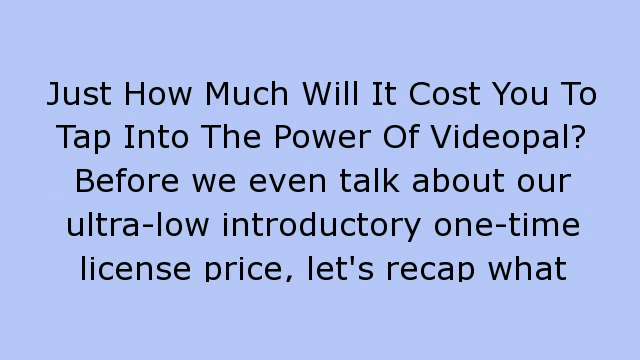 Just How Much Will It Cost You To
Tap Into The Power Of Videopal?
Before we even talk about our
ultra-low introductory one-time
license price, let's recap what